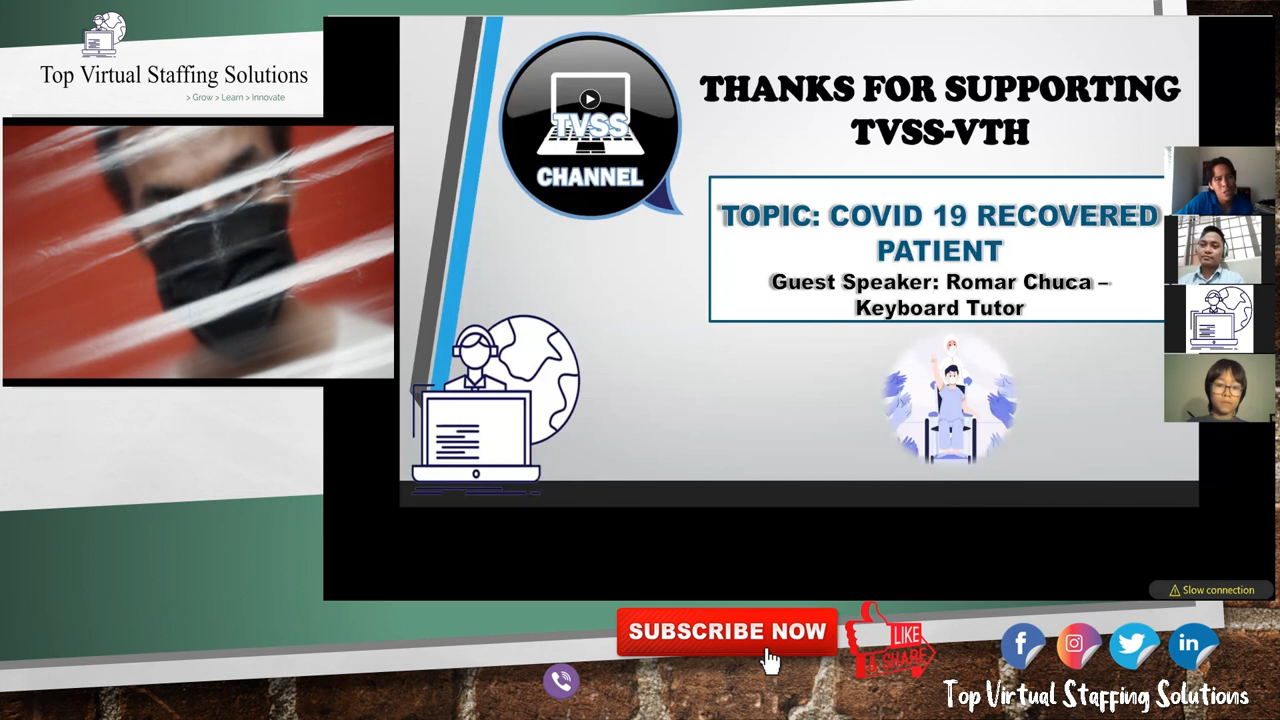 Top Virtual Staffing Solutions
> Grow > Learn > Innovate
TVSS
CHANNEL
THANKS FOR SUPPORTING
TVSS-VTH
TOPIC: COVID 19 RECOVERED
PATIENT
Guest Speaker: Romar Chuca –
Keyboard Tutor
Slow connection
SUBSCRIBE NOW
LIKE
SHARE
f
in
Top Virtual Staffing Solutions